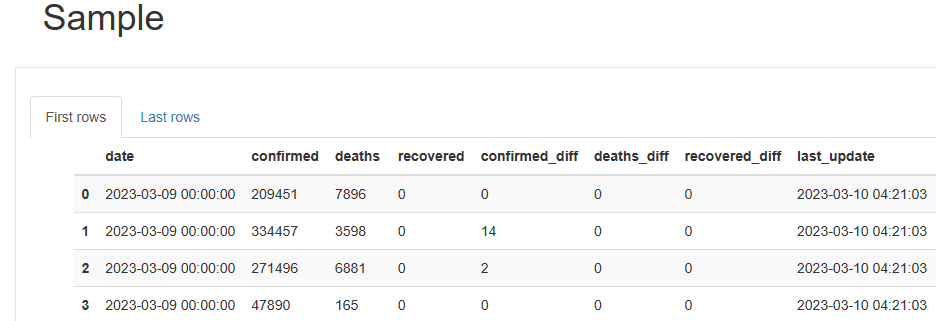 Sample
First rows Last rows
date confirmed deaths recovered confirmed_diff deaths_diff recovered_diff last_update
0 2023-03-09 00:00:00 209451 7896 0 0 0 0 2023-03-10 04:21:03
1 2023-03-09 00:00:00 334457 3598 0 14 0 0 2023-03-10 04:21:03
2 2023-03-09 00:00:00 271496 6881 0 2 0 0 2023-03-10 04:21:03
3 2023-03-09 00:00:00 47890 165 0 0 0 0 2023-03-10 04:21:03